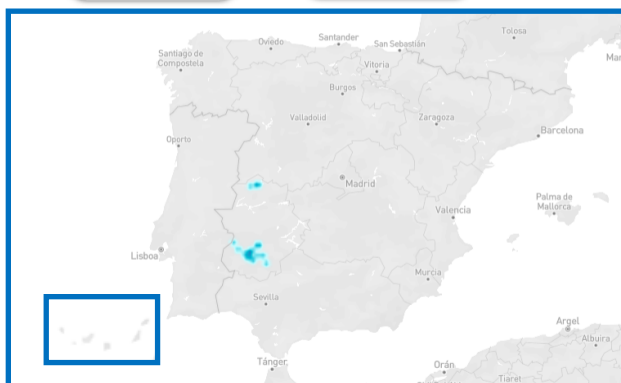 Tolosa
Oviedo
Santander
San Sebastián
Santiago de
Compostela
Vitoria
Mar
Burgos
Valladolid
Zaragoza
Barcelona
Oporto
Madrid
Palma de
Mallorca
Valencia
Lisboa
Murcia
Sevilla
Argel
Albuira
Tánger
Orán
Tiaret